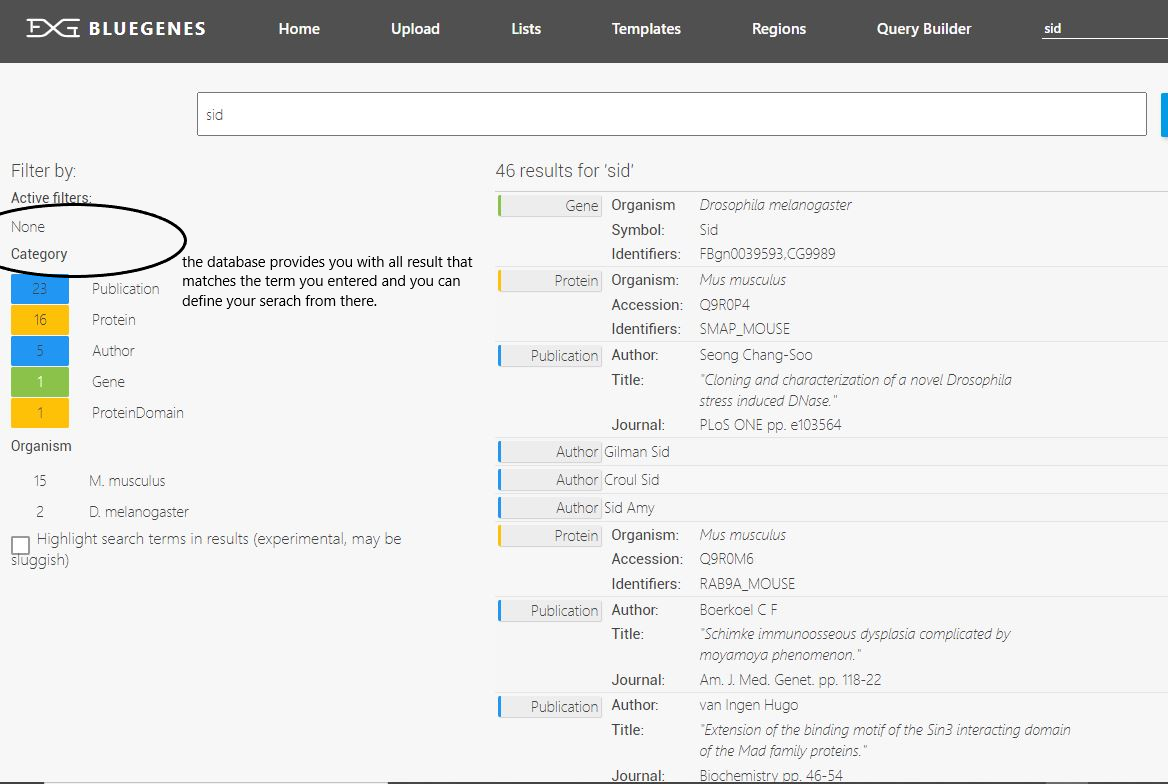 BLUEGENES Home Upload Lists Templates Regions Query Builder sid
sid
Filter by:
Active filters:
None
Category
23 Publication
16 Protein
5 Author
1 Gene
1 ProteinDomain
Organism
15 M. musculus
2 D. melanogaster
Highlight search terms in results (experimental, may be
sluggish)
the database provides you with all result that
matches the term you entered and you can
define your serach from there.
46 results for 'sid'
Gene Organism Drosophila melanogaster
Symbol: Sid
Identifiers: FBgn0039593,CG9989
Protein Organism: Mus musculus
Accession: Q9R0P4
Identifiers: SMAP_MOUSE
Publication Author: Seong Chang-Soo
Title: "Cloning and characterization of a novel Drosophila
stress induced DNase."
Journal: PLoS ONE pp. e103564
Author Gilman Sid
Author Croul Sid
Author Sid Amy
Protein Organism: Mus musculus
Accession: Q9R0M6
Identifiers: RAB9A_MOUSE
Publication Author: Boerkoel C F
Title: "Schimke immunoosseous dysplasia complicated by
moyamoya phenomenon."
Journal: Am. J. Med. Genet. pp. 118-22
Publication Author: van Ingen Hugo
Title: "Extension of the binding motif of the Sin3 interacting domain
of the Mad family proteins."
Journal: Biochemistry pp. 46-54